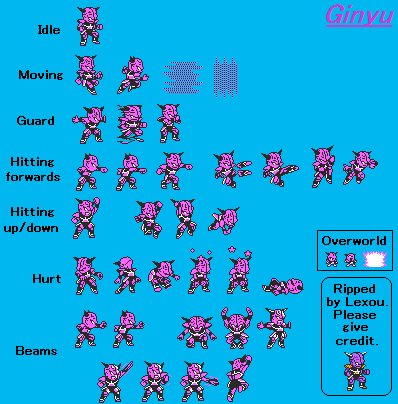 Ginyu
Idle
Moving
Guard
Hitting
forwards
Hitting
up/down
Hurt
Beams
Overworld
Ripped
by Lexou.
Please
give
credit.